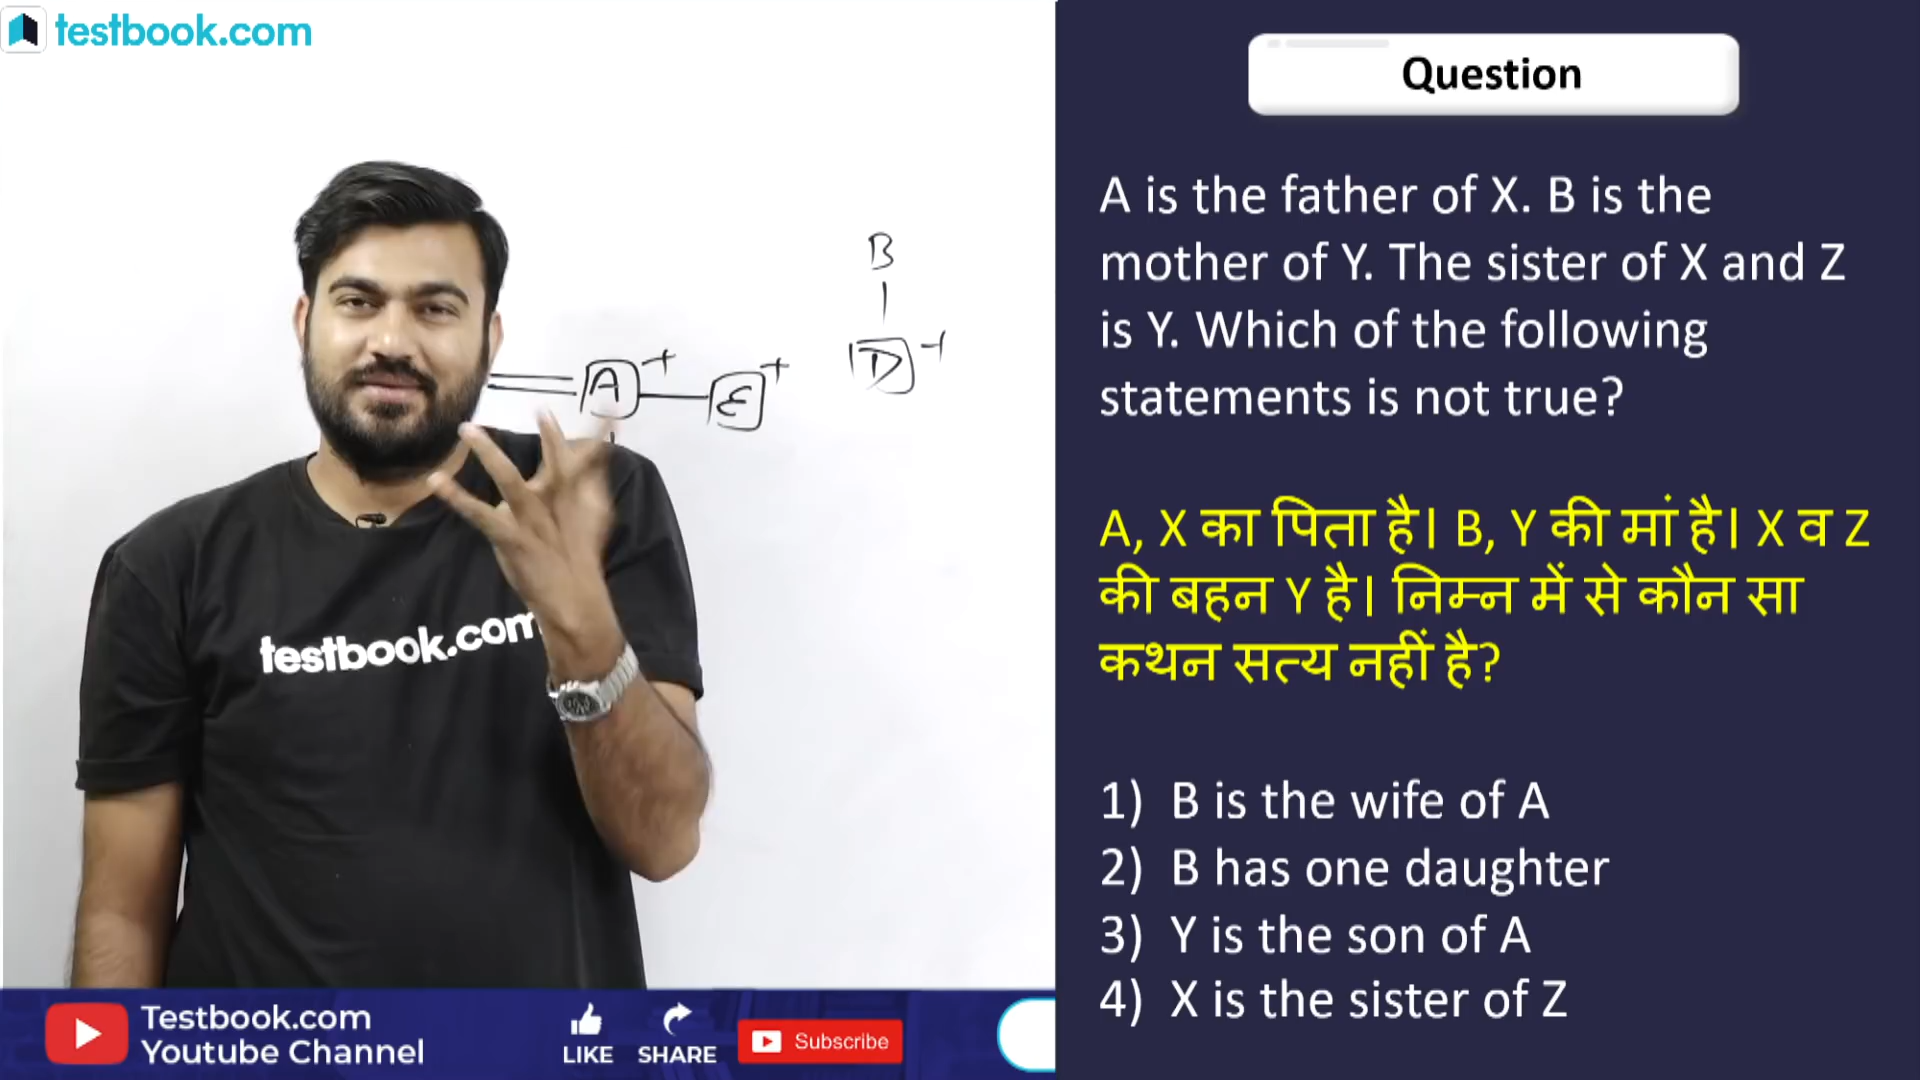 testbook.com
Question
A is the father of X. B is the
mother of Y. The sister of X and Z
is Y. Which of the following
statements is not true?
A, X का पिता है। B, Y की मां है। X व Z
की बहन Y है। निम्न में से कौन सा
कथन सत्य नहीं है?
1) B is the wife of A
2) B has one daughter
3) Y is the son of A
4) X is the sister of Z
B
D +
A + E +
testbook.com
Testbook.com
Youtube Channel
LIKE
SHARE
Subscribe